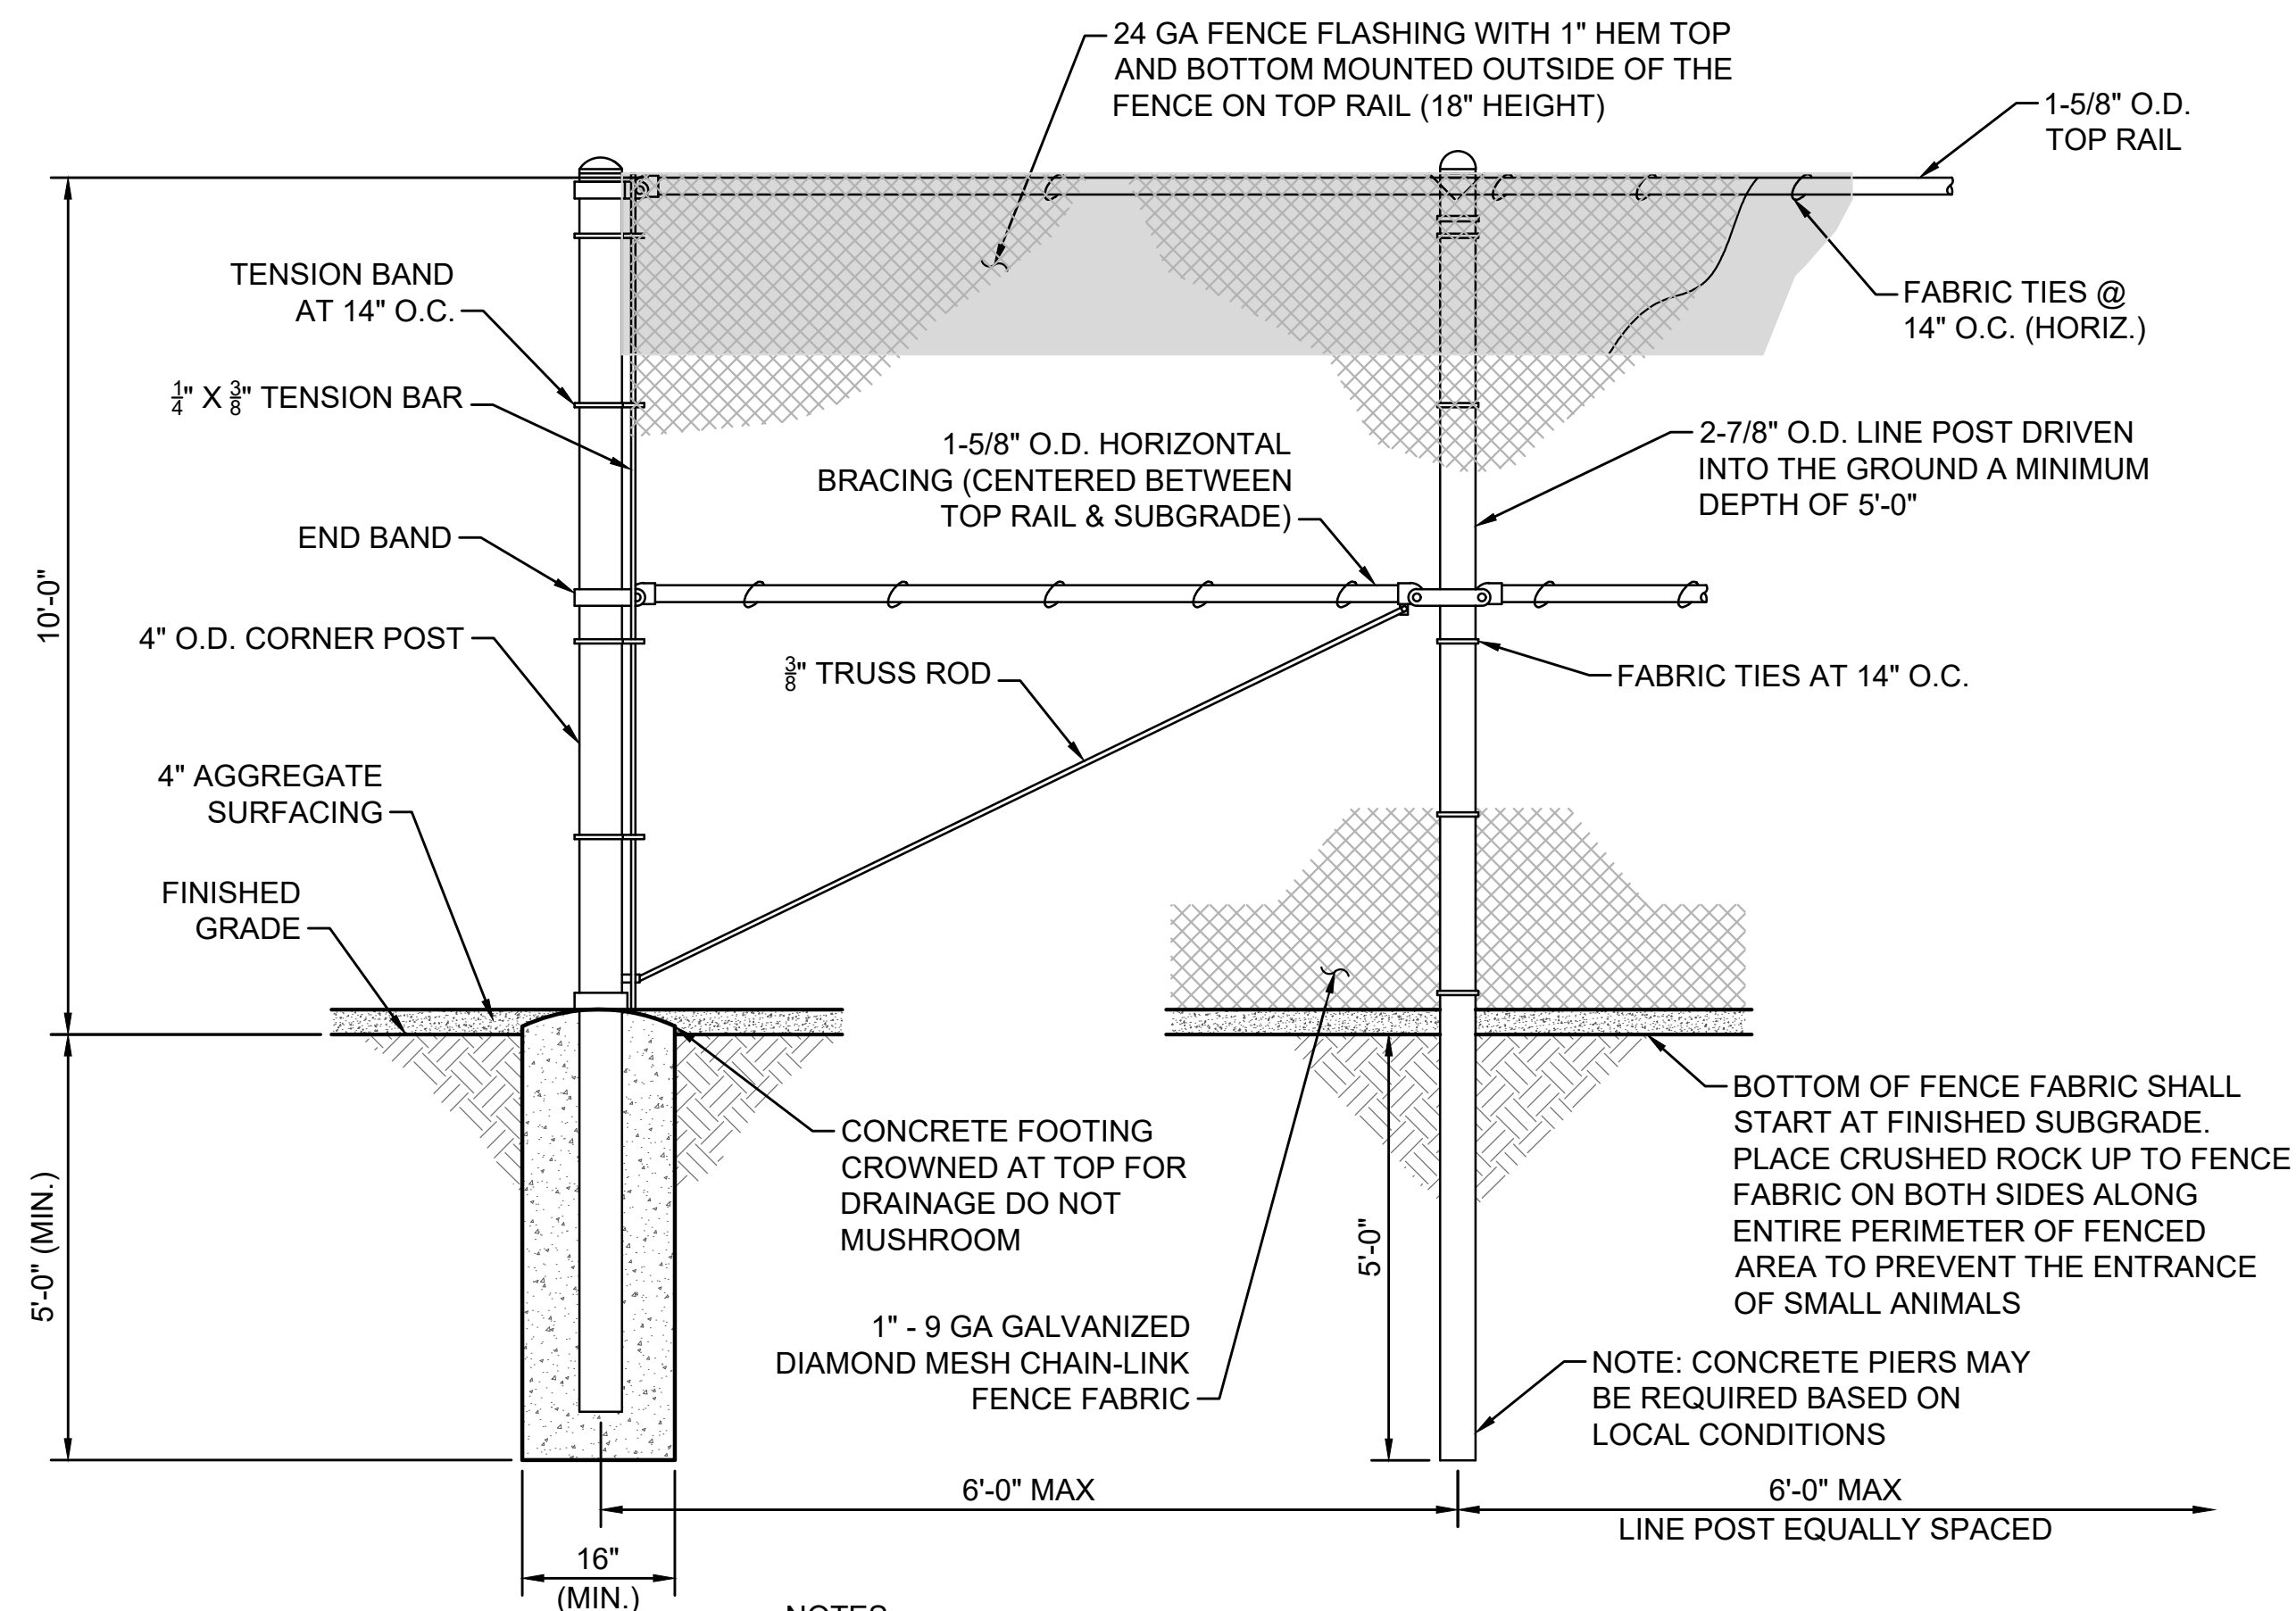 24 GA FENCE FLASHING WITH 1" HEM TOP
AND BOTTOM MOUNTED OUTSIDE OF THE
FENCE ON TOP RAIL (18" HEIGHT)
1-5/8" O.D.
TOP RAIL
TENSION BAND
AT 14" O.C.
FABRIC TIES @
14" O.C. (HORIZ.)
1/4" X 3/8" TENSION BAR
1-5/8" O.D. HORIZONTAL
BRACING (CENTERED BETWEEN
TOP RAIL & SUBGRADE)
2-7/8" O.D. LINE POST DRIVEN
INTO THE GROUND A MINIMUM
DEPTH OF 5'-0"
END BAND
10'-0"
4" O.D. CORNER POST
3/8" TRUSS ROD
FABRIC TIES AT 14" O.C.
4" AGGREGATE
SURFACING
FINISHED
GRADE
5'-0" (MIN.)
CONCRETE FOOTING
CROWNED AT TOP FOR
DRAINAGE DO NOT
MUSHROOM
5'-0"
BOTTOM OF FENCE FABRIC SHALL
START AT FINISHED SUBGRADE.
PLACE CRUSHED ROCK UP TO FENCE
FABRIC ON BOTH SIDES ALONG
ENTIRE PERIMETER OF FENCED
AREA TO PREVENT THE ENTRANCE
OF SMALL ANIMALS
1" - 9 GA GALVANIZED
DIAMOND MESH CHAIN-LINK
FENCE FABRIC
NOTE: CONCRETE PIERS MAY
BE REQUIRED BASED ON
LOCAL CONDITIONS
6'-0" MAX
6'-0" MAX
LINE POST EQUALLY SPACED
16"
(MIN.)
NOTES